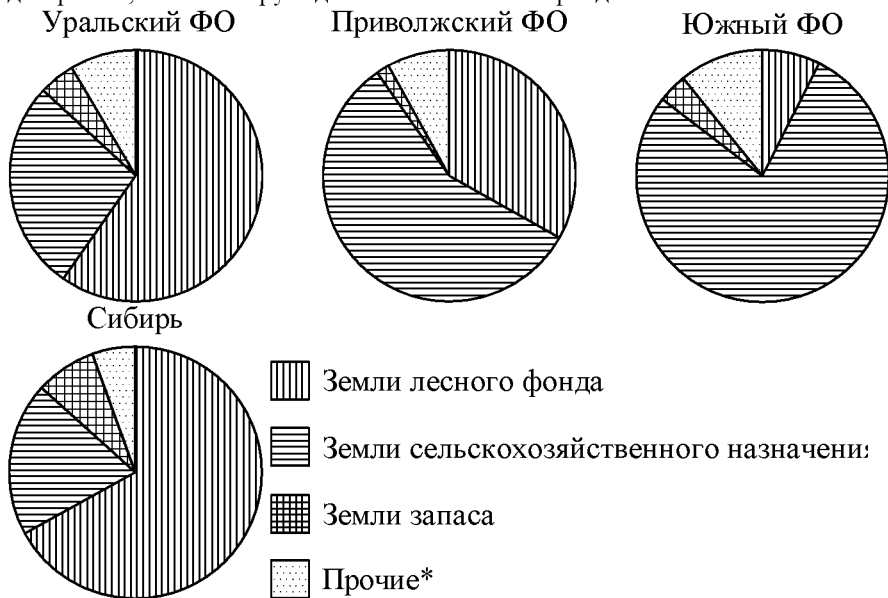 Уральский ФО
Приволжский ФО
Южный ФО
Сибирь
Земли лесного фонда
Земли сельскохозяйственного назначени
Земли запаса
Прочие*